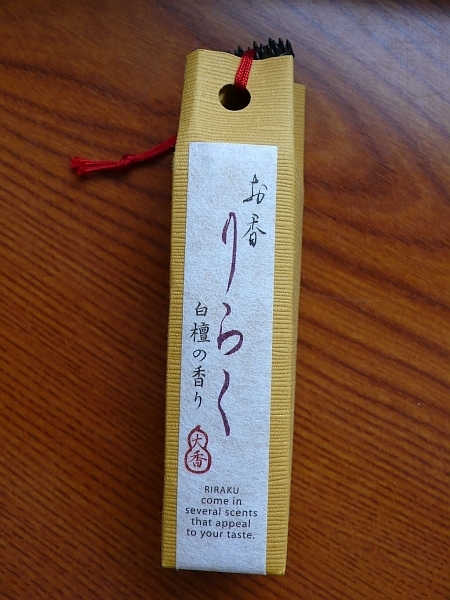 お香
りらく
白檀の香り
大香
RIRAKU
come in
several scents
that appeal
to your taste.